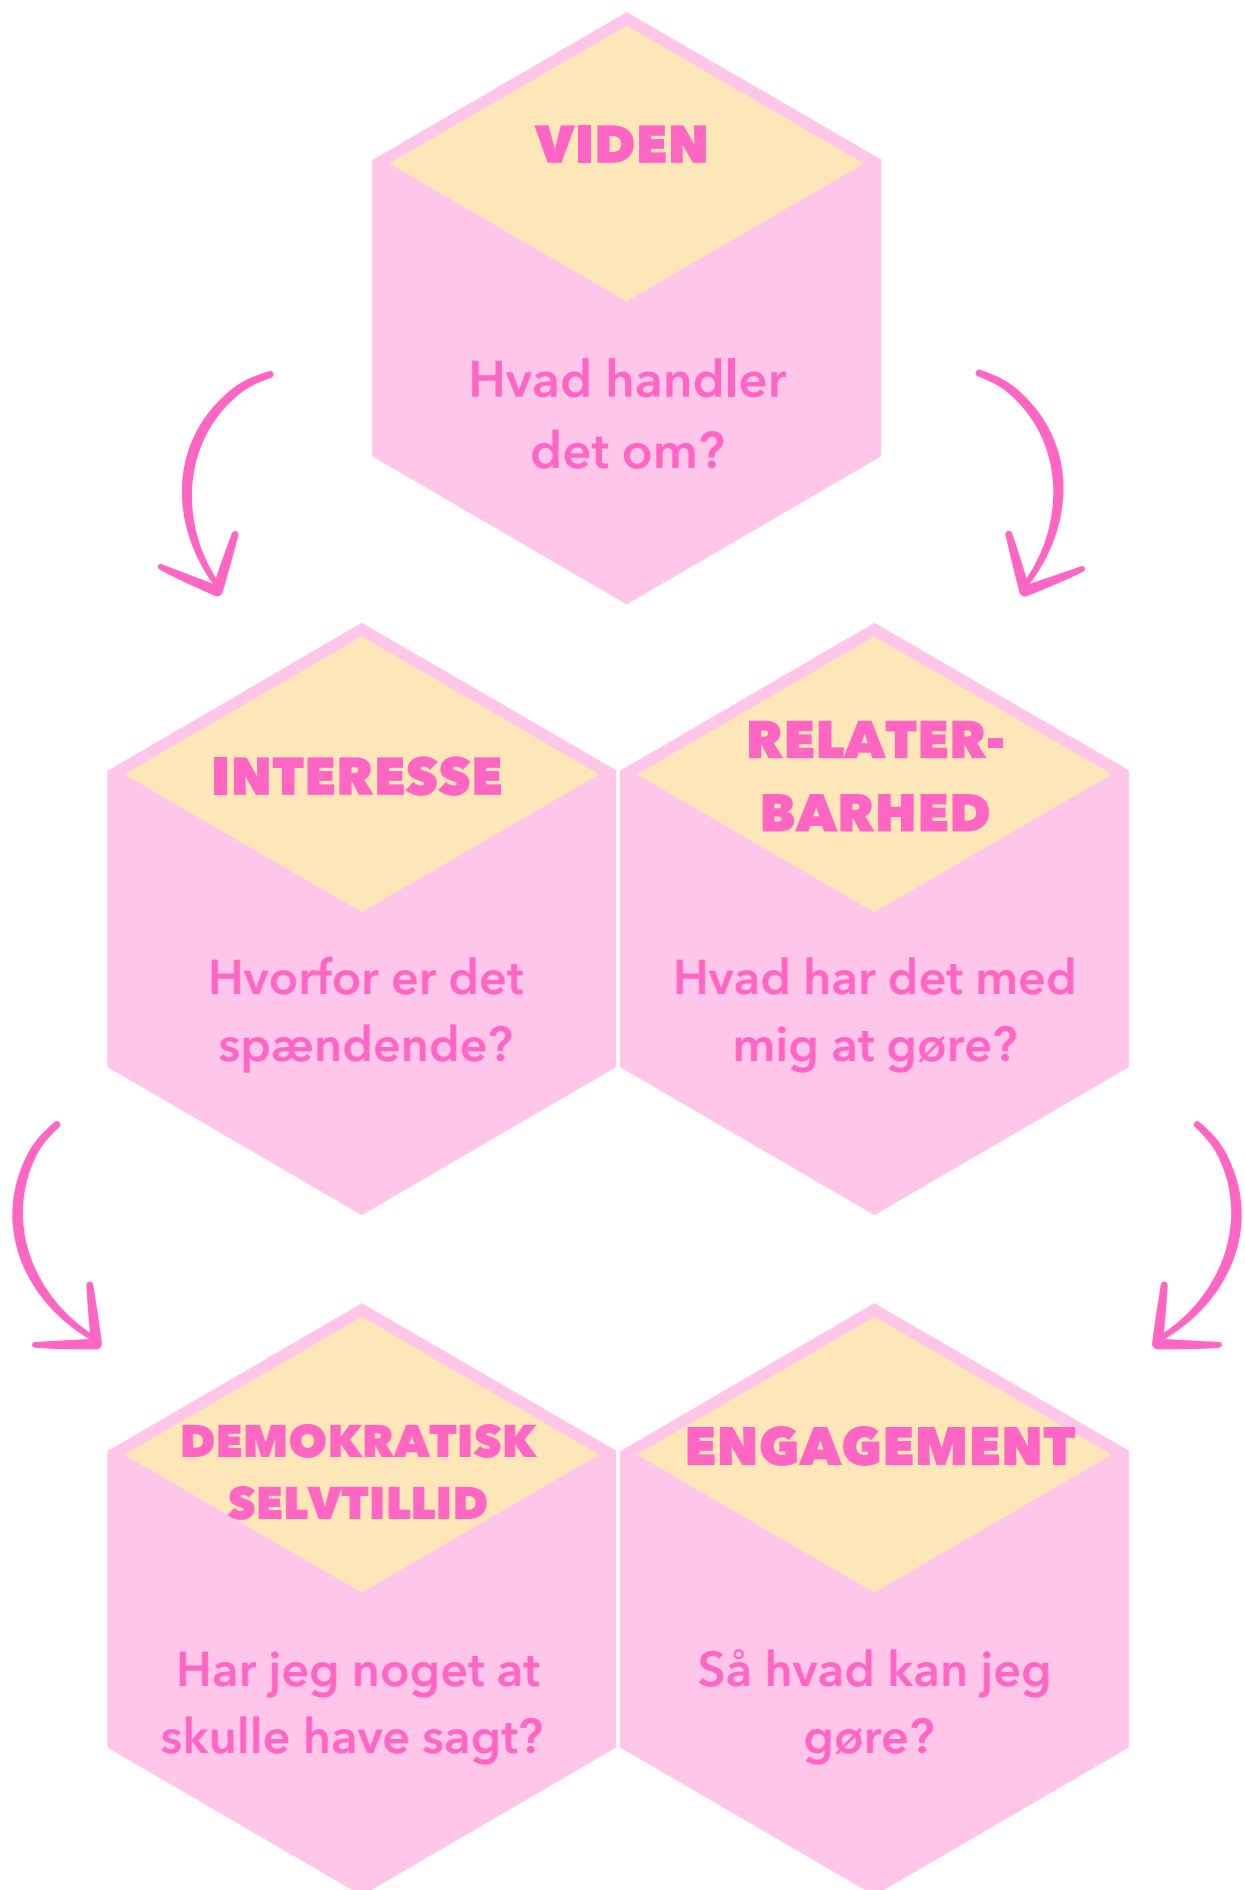 VIDEN
Hvad handler
det om?
INTERESSE
Hvorfor er det
spændende?
RELATER-
BARHED
Hvad har det med
mig at gøre?
DEMOKRATISK
SELVTILLID
Har jeg noget at
skulle have sagt?
ENGAGEMENT
Så hvad kan jeg
gøre?